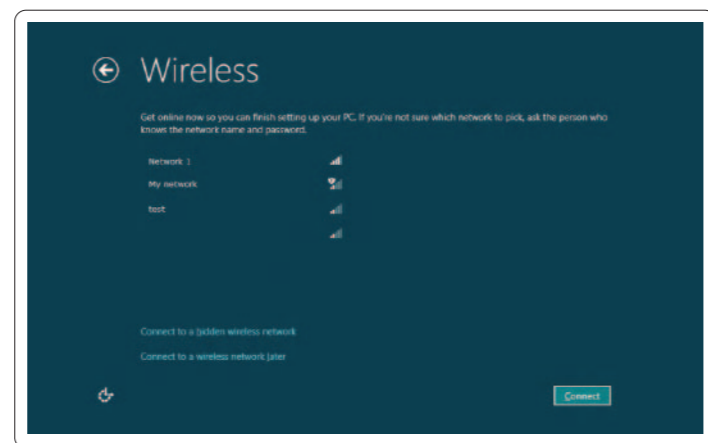 Wireless
Get online now so you can finish setting up your PC. If you're not sure which network to pick, ask the person who
knows the network name and password.
Network 1
My network
test
Connect to a hidden wireless network
Connect to a wireless network later
Connect